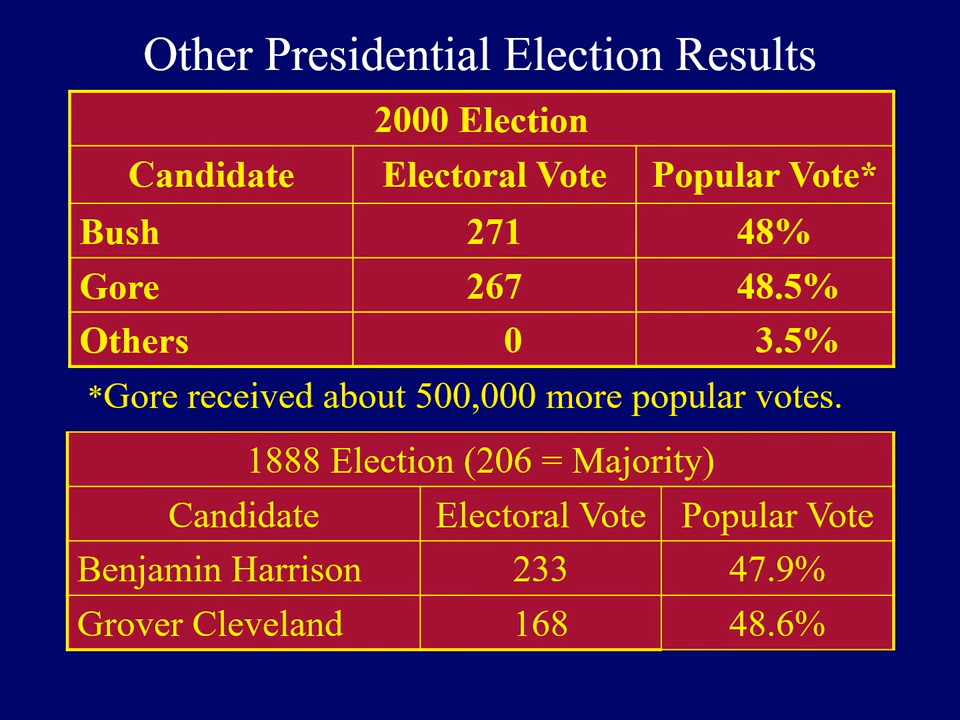 Other Presidential Election Results
2000 Election
Candidate Electoral Vote Popular Vote*
Bush 271 48%
Gore 267 48.5%
Others 0 3.5%
*Gore received about 500,000 more popular votes.
1888 Election (206 = Majority)
Candidate Electoral Vote Popular Vote
Benjamin Harrison 233 47.9%
Grover Cleveland 168 48.6%